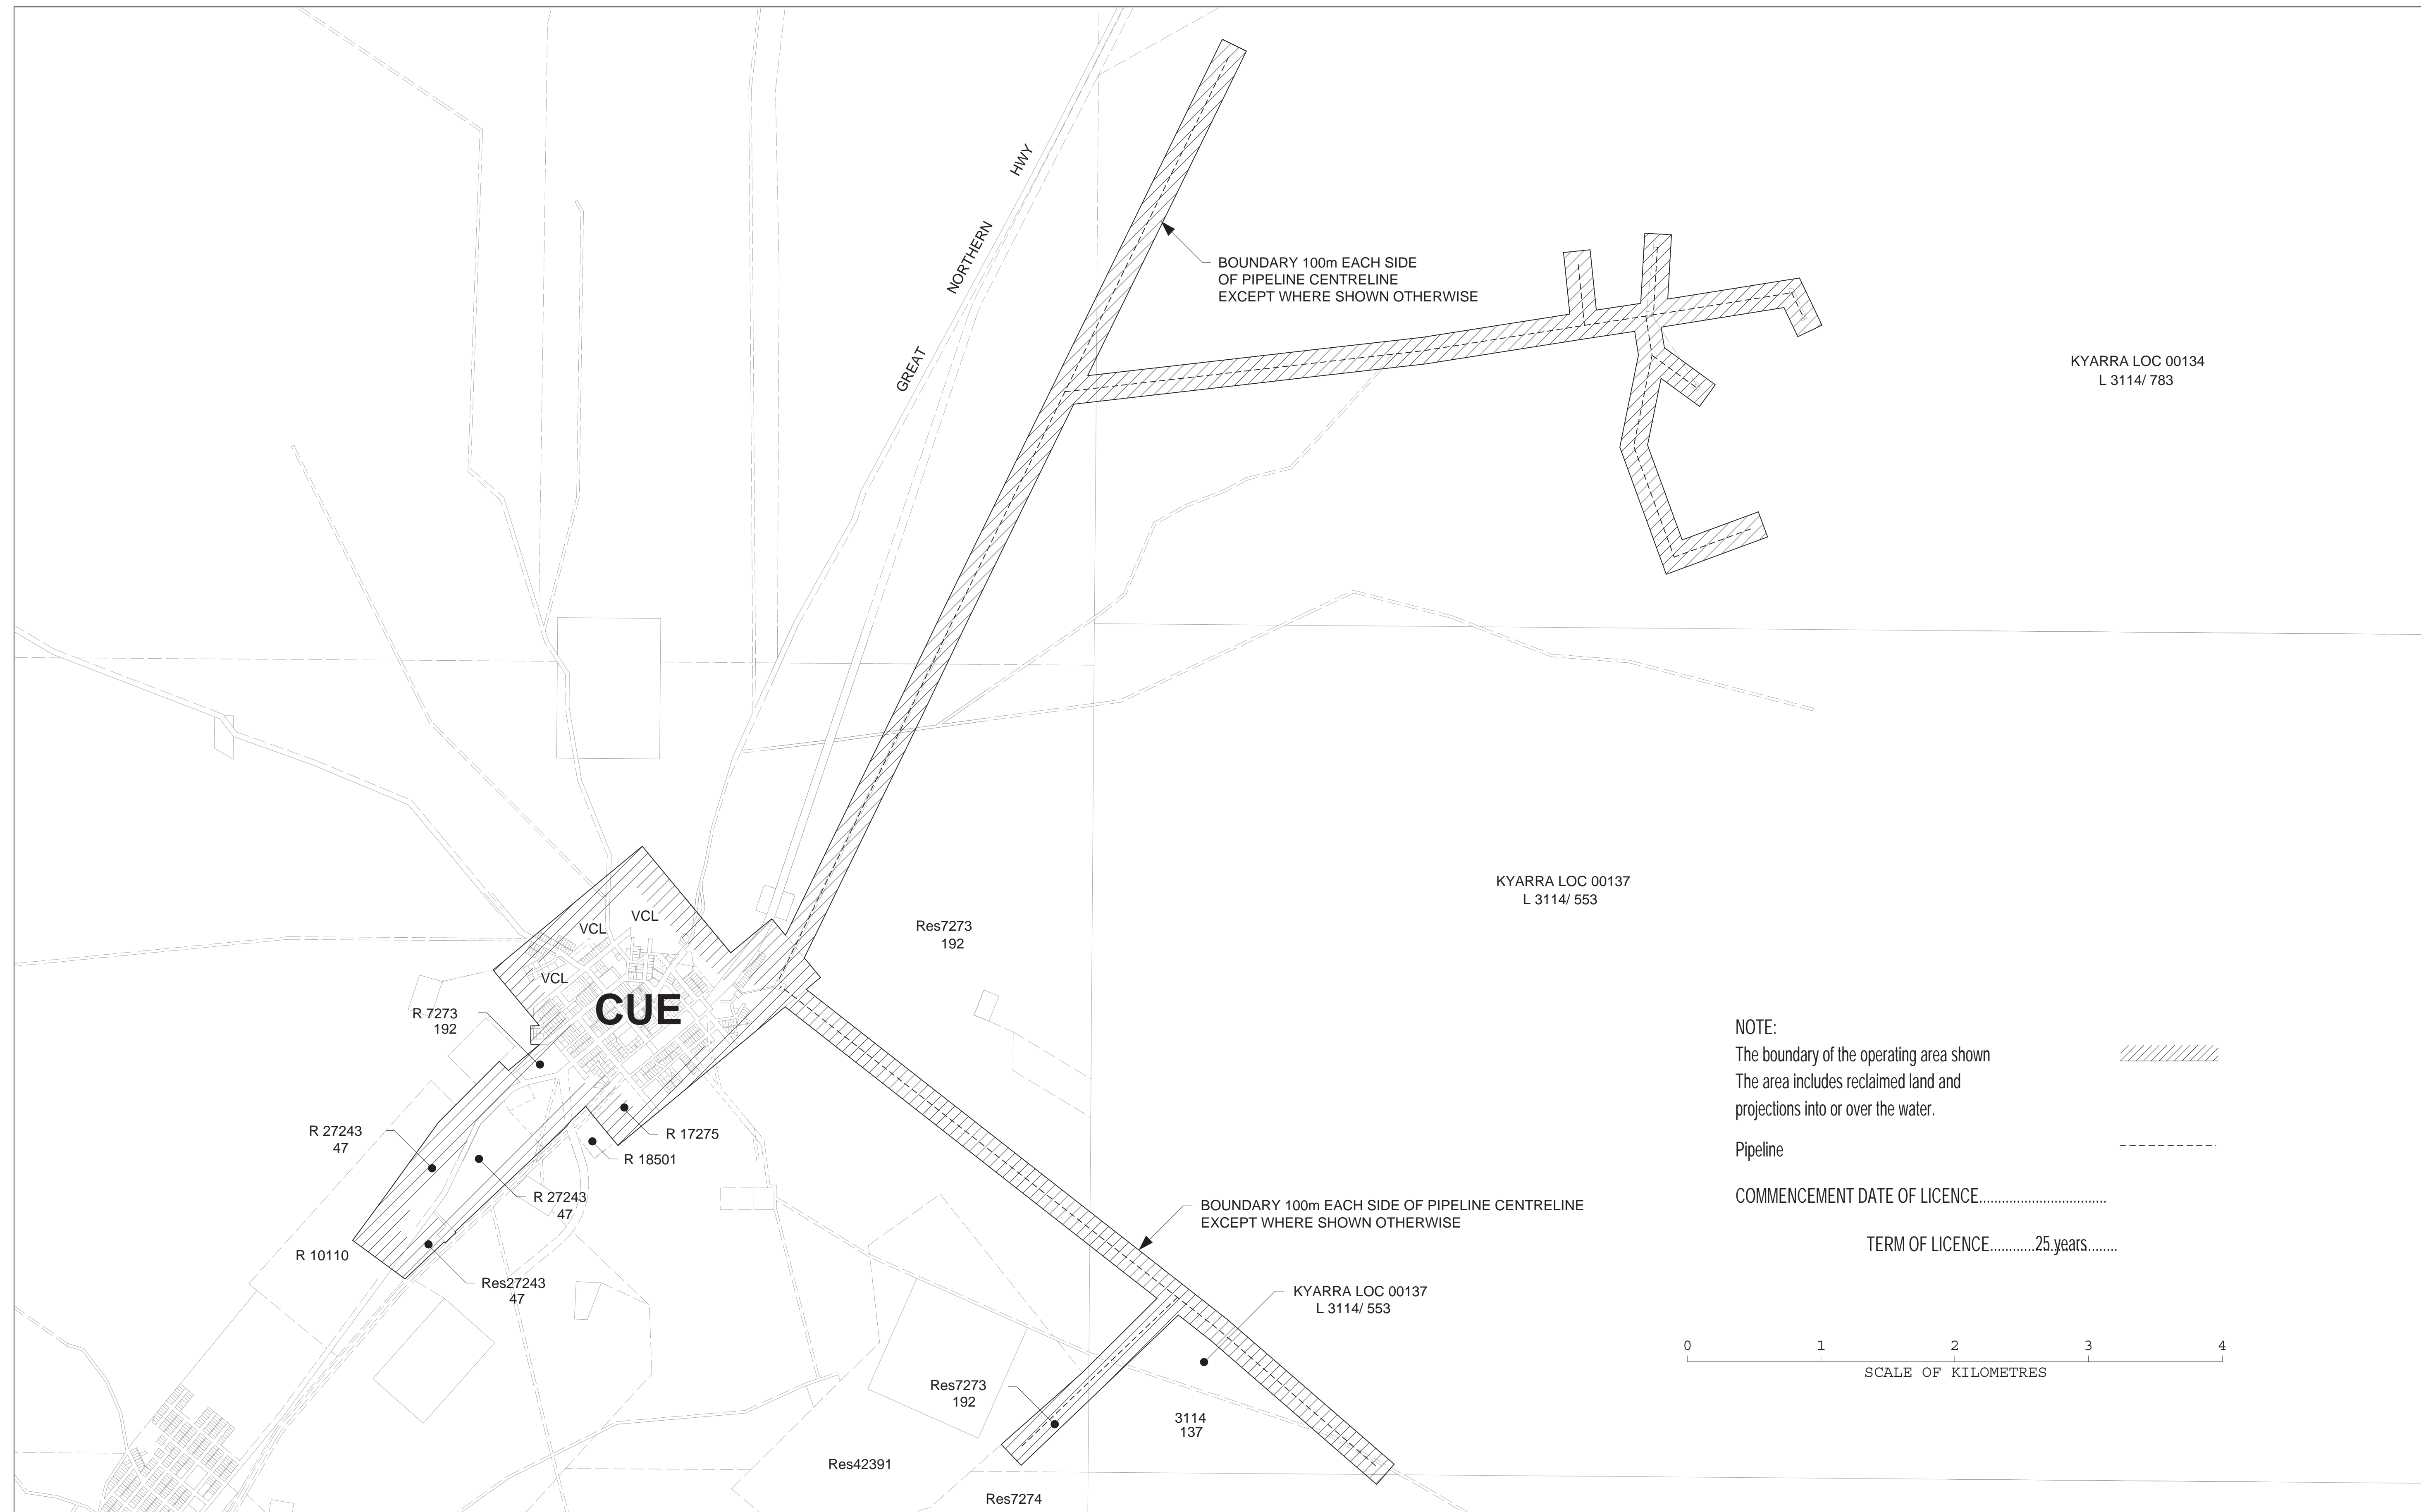 HWY
NORTHERN
GREAT
BOUNDARY 100m EACH SIDE
OF PIPELINE CENTRELINE
EXCEPT WHERE SHOWN OTHERWISE
KYARRA LOC 00134
L 3114/ 783
KYARRA LOC 00137
L 3114/ 553
VCL
VCL
VCL
Res7273
192
CUE
R 7273
192
R 27243
47
R 17275
R 18501
R 27243
47
R 10110
Res27243
47
BOUNDARY 100m EACH SIDE OF PIPELINE CENTRELINE
EXCEPT WHERE SHOWN OTHERWISE
KYARRA LOC 00137
L 3114/ 553
Res7273
192
3114
137
Res42391
Res7274
NOTE:
The boundary of the operating area shown
The area includes reclaimed land and
projections into or over the water.
Pipeline
COMMENCEMENT DATE OF LICENCE..................................
TERM OF LICENCE............25 years.........
0 1 2 3 4
SCALE OF KILOMETRES